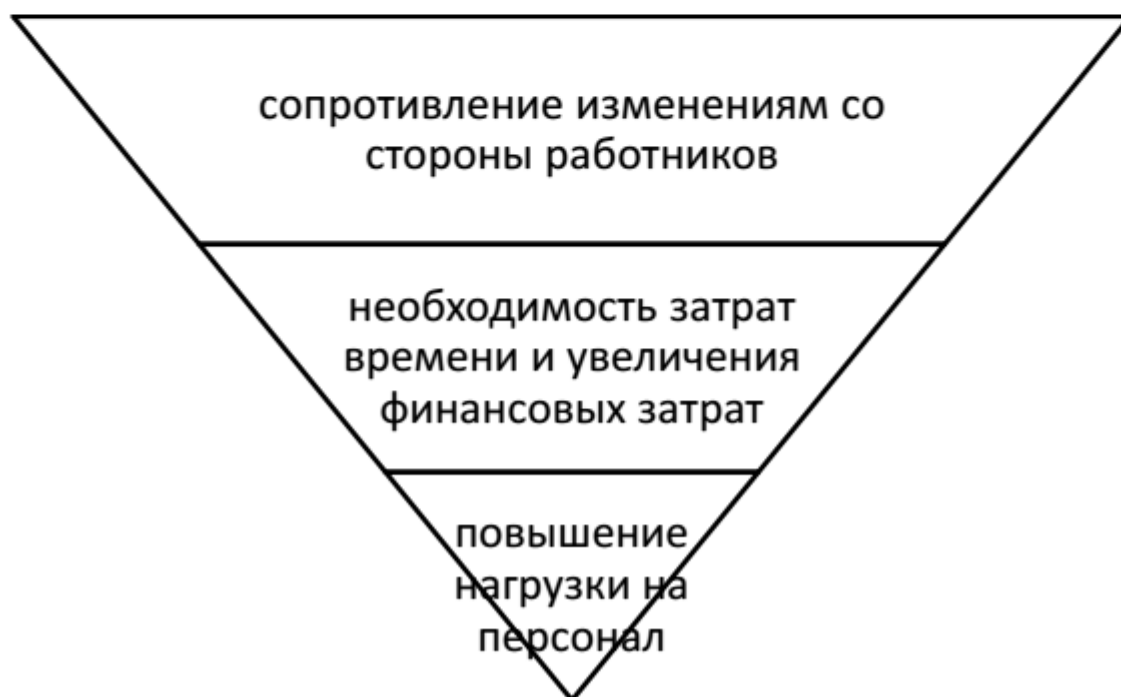 сопротивление изменениям со
стороны работников
необходимость затрат
времени и увеличения
финансовых затрат
повышение
нагрузки на
персонал